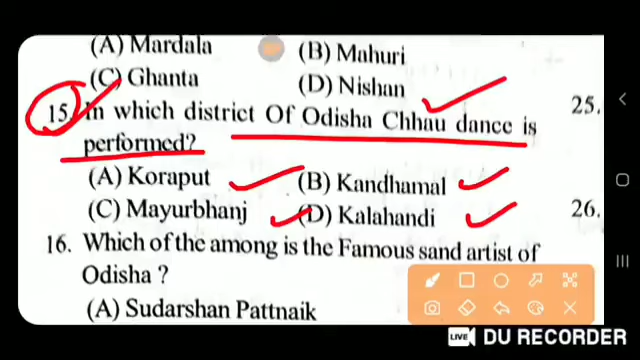 (A) Mardala (B) Mahuri
(C) Ghanta (D) Nishan
15. In which district Of Odisha Chhau dance is 25.
performed?
(A) Koraput (B) Kandhamal
(C) Mayurbhanj (D) Kalahandi 26.
16. Which of the among is the Famous sand artist of
Odisha ?
(A) Sudarshan Pattnaik
LIVE DU RECORDER